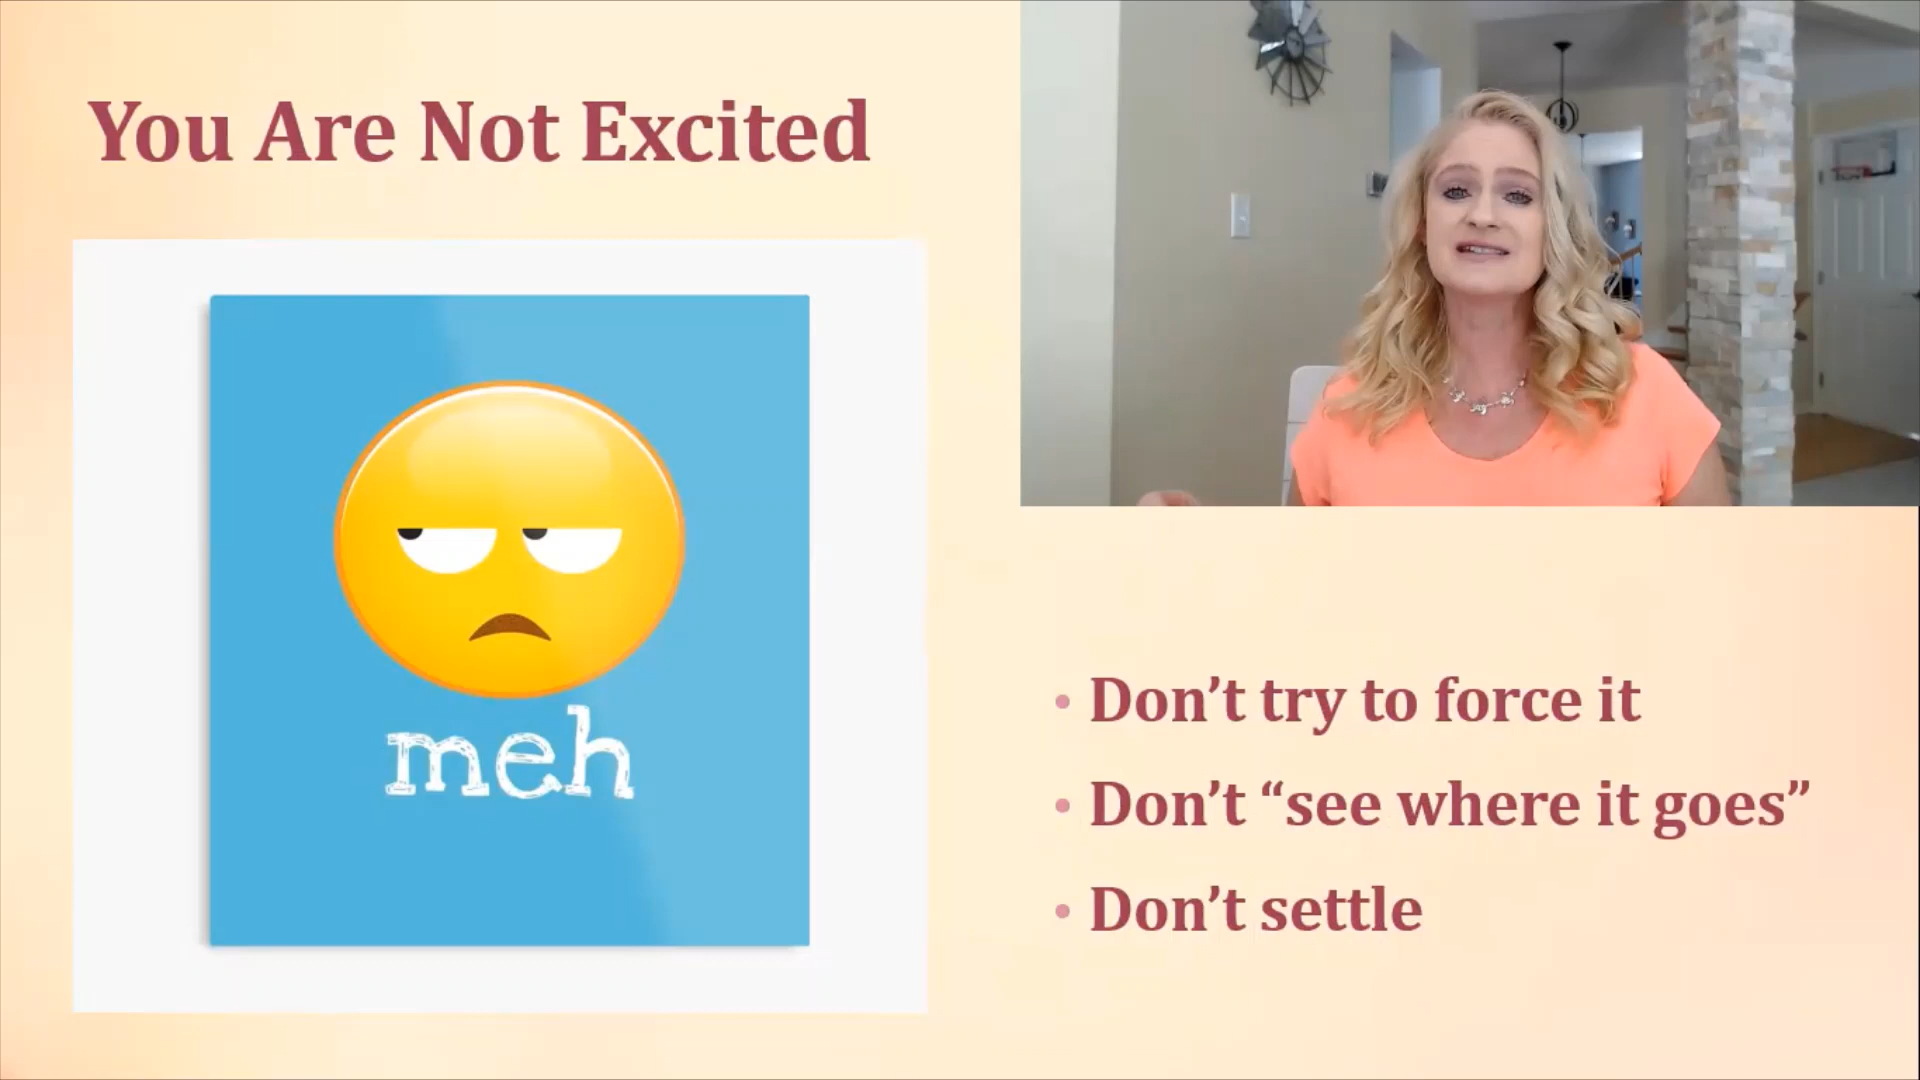 You Are Not Excited
meh
• Don’t try to force it
• Don’t “see where it goes”
• Don’t settle